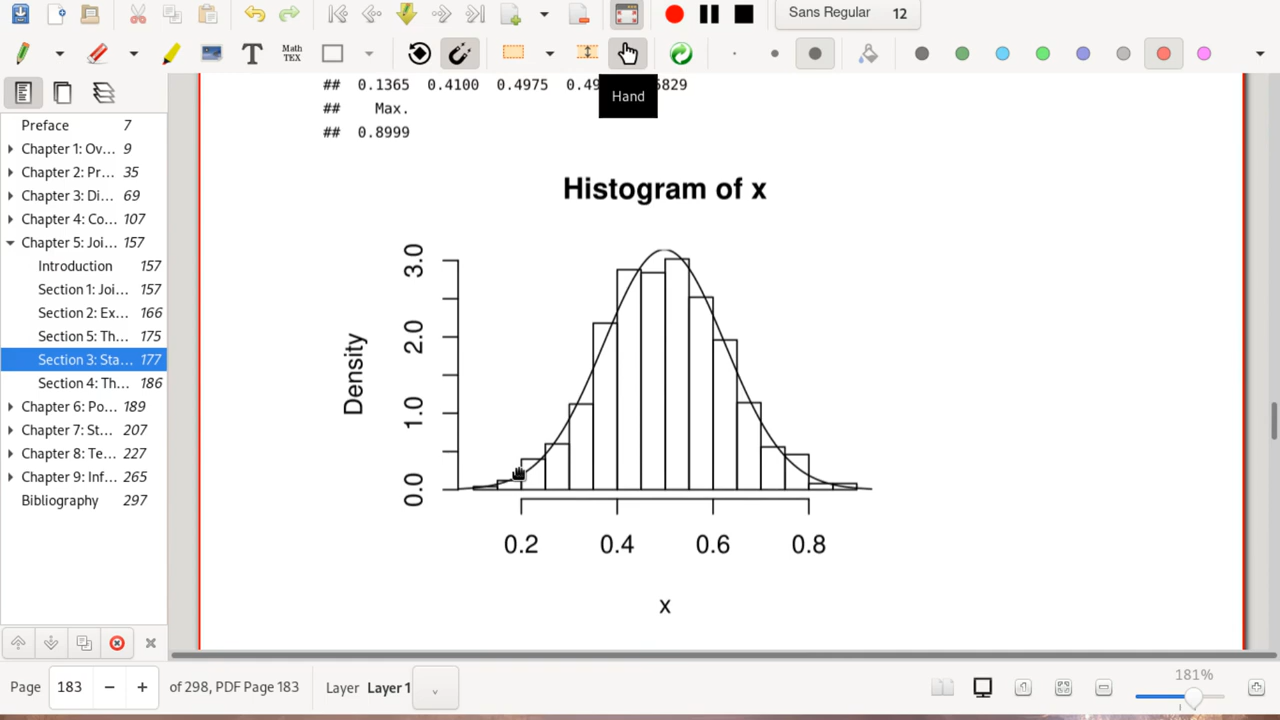 Sans Regular 12
Math
TEX
Hand
Preface 7
Chapter 1: Ov... 9
Chapter 2: Pr... 35
Chapter 3: Di... 69
Chapter 4: Co... 107
Chapter 5: Joi... 157
Introduction 157
Section 1: Joi... 157
Section 2: Ex... 166
Section 5: Th... 175
Section 3: Sta... 177
Section 4: Th... 186
Chapter 6: Po... 189
Chapter 7: St... 207
Chapter 8: Te... 227
Chapter 9: Inf... 265
Bibliography 297
## 0.1365 0.4100 0.4975 0.49 5829
## Max.
## 0.8999
Histogram of x
Density
3.0
2.0
1.0
0.0
0.2 0.4 0.6 0.8
x
Page 183 of 298, PDF Page 183 Layer Layer 1
181%